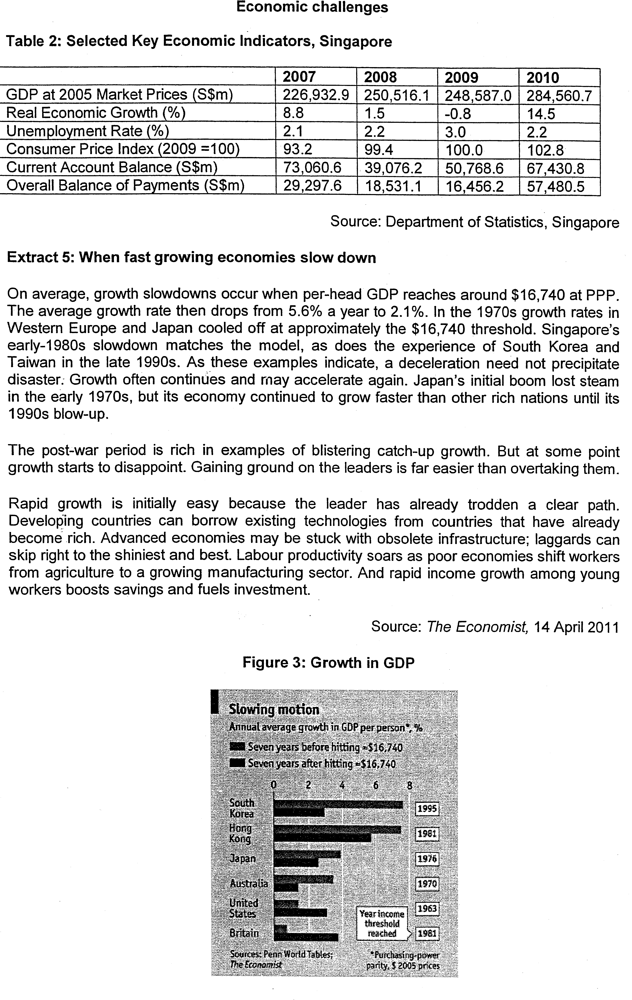 Economic challenges
Table 2: Selected Key Economic Indicators, Singapore
2007 2008 2009 2010
GDP at 2005 Market Prices (S$m) 226,932.9 250,516.1 248,587.0 284,560.7
Real Economic Growth (%) 8.8 1.5 -0.8 14.5
Unemployment Rate (%) 2.1 2.2 3.0 2.2
Consumer Price Index (2009 =100) 93.2 99.4 100.0 102.8
Current Account Balance (S$m) 73,060.6 39,076.2 50,768.6 67,430.8
Overall Balance of Payments (S$m) 29,297.6 18,531.1 16,456.2 57,480.5
Source: Department of Statistics, Singapore
Extract 5: When fast growing economies slow down
On average, growth slowdowns occur when per-head GDP reaches around $16,740 at PPP.
The average growth rate then drops from 5.6% a year to 2.1%. In the 1970s growth rates in
Western Europe and Japan cooled off at approximately the $16,740 threshold. Singapore's
early-1980s slowdown matches the model, as does the experience of South Korea and
Taiwan in the late 1990s. As these examples indicate, a deceleration need not precipitate
disaster. Growth often continues and may accelerate again. Japan's initial boom lost steam
in the early 1970s, but its economy continued to grow faster than other rich nations until its
1990s blow-up.
The post-war period is rich in examples of blistering catch-up growth. But at some point
growth starts to disappoint. Gaining ground on the leaders is far easier than overtaking them.
Rapid growth is initially easy because the leader has already trodden a clear path.
Developing countries can borrow existing technologies from countries that have already
become rich. Advanced economies may be stuck with obsolete infrastructure; laggards can
skip right to the shiniest and best. Labour productivity soars as poor economies shift workers
from agriculture to a growing manufacturing sector. And rapid income growth among young
workers boosts savings and fuels investment.
Source: The Economist, 14 April 2011
Figure 3: Growth in GDP
Slowing motion
Annual average growth in GDP per person*, %
Seven years before hitting ≈$16,740
Seven years after hitting ≈$16,740
0 2 4 6 8
South
Korea
1995
Hong
Kong
1981
Japan
1976
Australia
1970
United
States
1963
Britain
1981
Year income
threshold
reached
Sources: Penn World Tables;
The Economist
*Purchasing-power
parity, $ 2005 prices